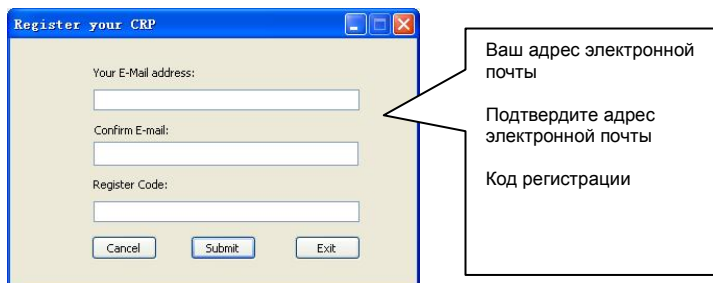 Register your CRP
Your E-Mail address:
Confirm E-mail:
Register Code:
Cancel Submit Exit
Ваш адрес электронной
почты
Подтвердите адрес
электронной почты
Код регистрации